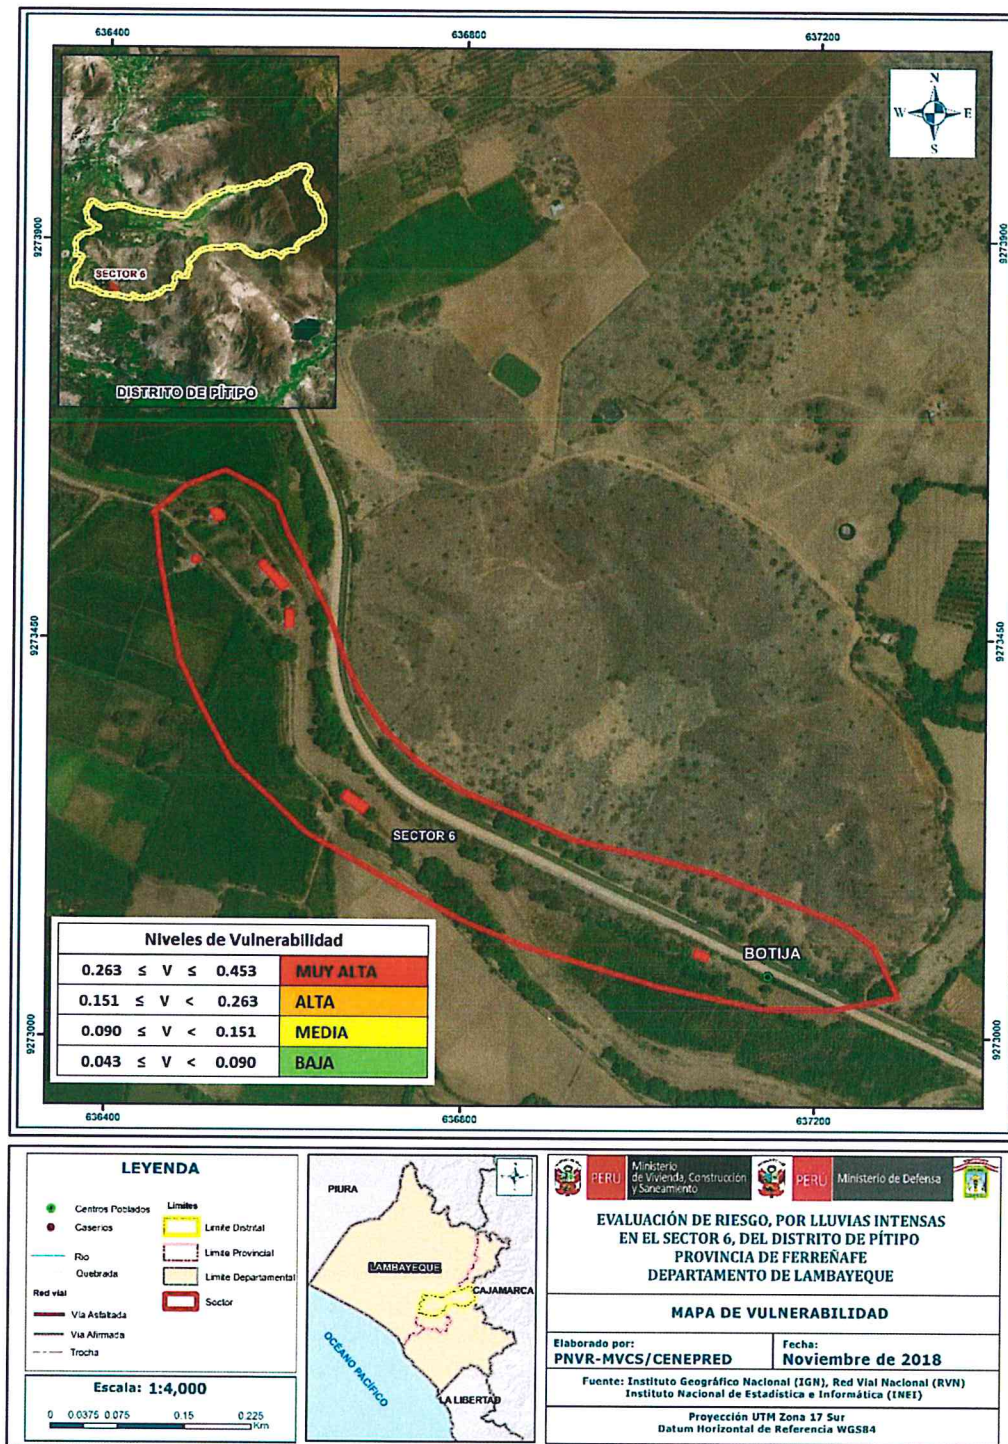 636400
636800
637200
N
W
E
S
9273900
9273900
SECTOR 6
DISTRITO DE PÍTIPO
9273450
9273450
SECTOR 6
BOTIJA
Niveles de Vulnerabilidad
0.263 ≤ V ≤ 0.453 MUY ALTA
0.151 ≤ V < 0.263 ALTA
0.090 ≤ V < 0.151 MEDIA
0.043 ≤ V < 0.090 BAJA
9273000
9273000
636400
636800
637200
LEYENDA
Centros Poblados
Caserios
Rio
Quebrada
Red vial
Vía Asfaltada
Vía Afirmada
Trocha
Limites
Limite Distrital
Limite Provincial
Limite Departamental
Sector
Escala: 1:4,000
0 0.0375 0.075 0.15 0.225
Km
PIURA
LAMBAYEQUE
CAJAMARCA
OCEANO PACÍFICO
LA LIBERTAD
PERÚ
Ministerio
de Vivienda, Construcción
y Saneamiento
PERÚ
Ministerio de Defensa
EVALUACIÓN DE RIESGO, POR LLUVIAS INTENSAS
EN EL SECTOR 6, DEL DISTRITO DE PÍTIPO
PROVINCIA DE FERREÑAFE
DEPARTAMENTO DE LAMBAYEQUE
MAPA DE VULNERABILIDAD
Elaborado por:
PNVR-MVCS/CENEPRED
Fecha:
Noviembre de 2018
Fuente: Instituto Geográfico Nacional (IGN), Red Vial Nacional (RVN)
Instituto Nacional de Estadística e Informática (INEI)
Proyección UTM Zona 17 Sur
Datum Horizontal de Referencia WGS84